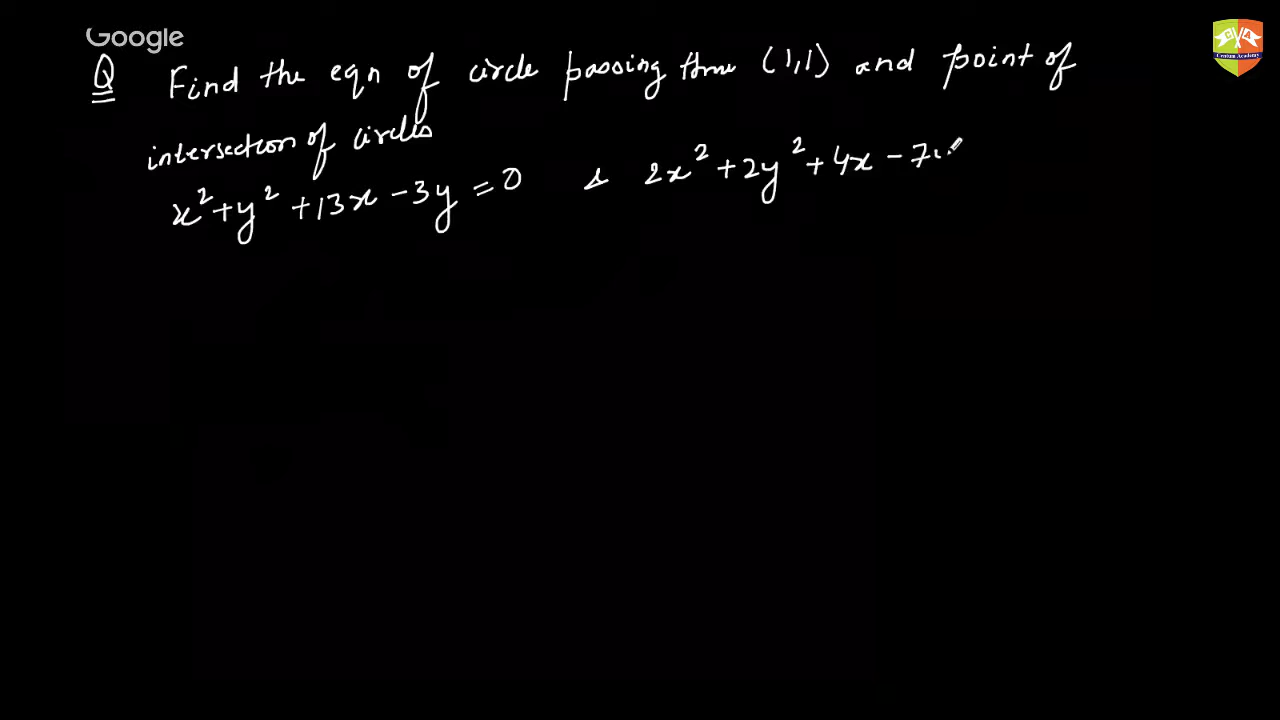 Google
Q Find the eqn of circle passing thru (1,1) and point of
intersection of circles
x² + y² + 13x - 3y = 0 & 2x² + 2y² + 4x - 7